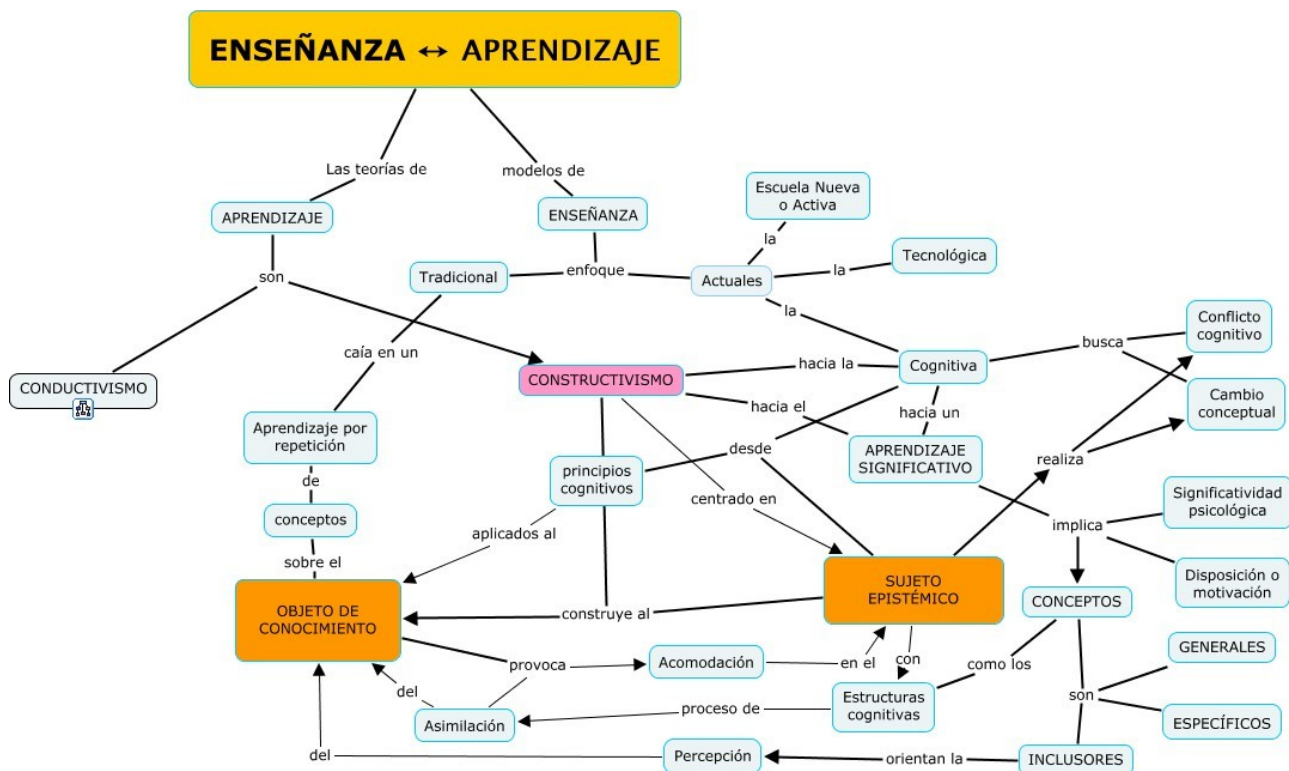 ENSEÑANZA ↔ APRENDIZAJE
Las teorías de
modelos de
APRENDIZAJE
ENSEÑANZA
Escuela Nueva
o Activa
la
son
Tradicional
enfoque
Actuales
la
Tecnológica
la
caía en un
CONDUCTIVISMO
CONSTRUCTIVISMO
hacia la
Cognitiva
busca
Conflicto
cognitivo
hacia el
hacia un
Cambio
conceptual
Aprendizaje por
repetición
desde
APRENDIZAJE
SIGNIFICATIVO
realiza
de
principios
cognitivos
centrado en
conceptos
aplicados al
implica
Significatividad
psicológica
sobre el
Disposición o
motivación
OBJETO DE
CONOCIMIENTO
construye al
SUJETO
EPISTÉMICO
CONCEPTOS
provoca
Acomodación
en el
con
como los
GENERALES
del
Asimilación
proceso de
Estructuras
cognitivas
son
ESPECÍFICOS
del
Percepción
orientan la
INCLUSORES